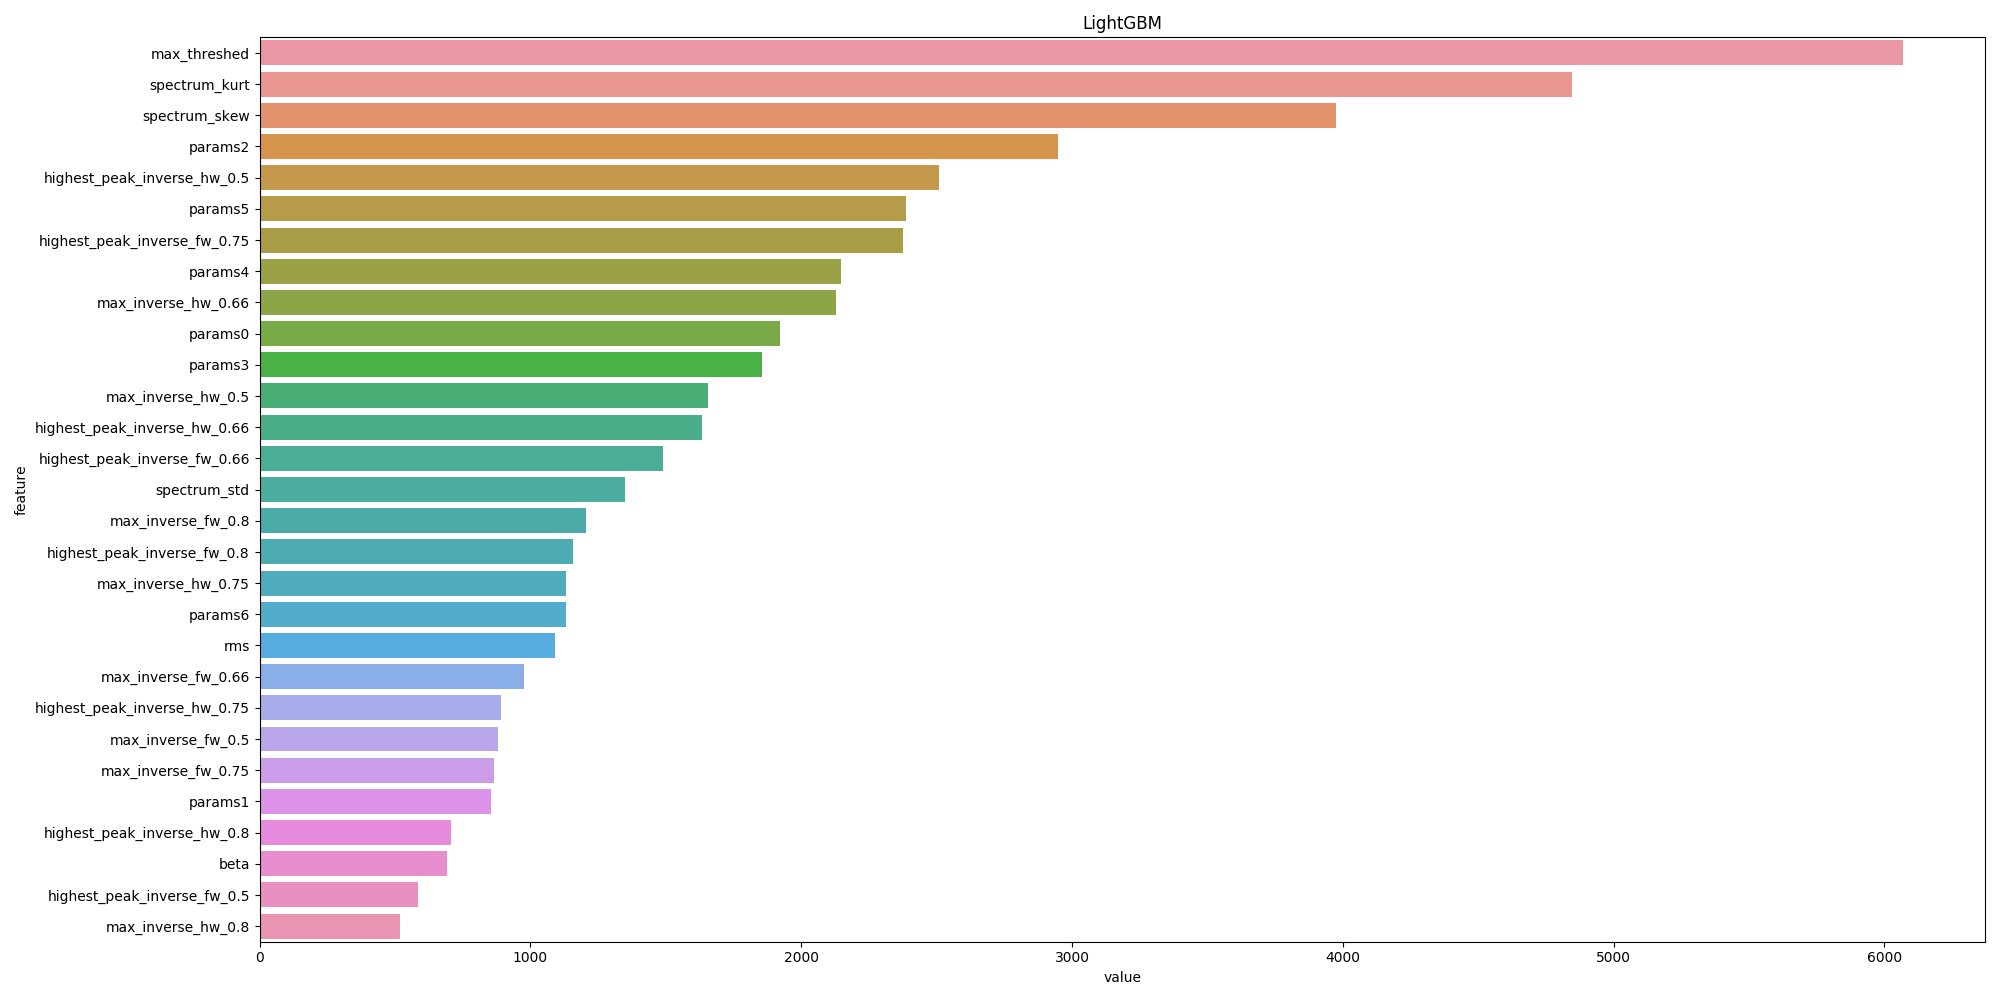 LightGBM
max_threshed
spectrum_kurt
spectrum_skew
params2
highest_peak_inverse_hw_0.5
params5
highest_peak_inverse_fw_0.75
params4
max_inverse_hw_0.66
params0
params3
max_inverse_hw_0.5
highest_peak_inverse_hw_0.66
highest_peak_inverse_fw_0.66
spectrum_std
max_inverse_fw_0.8
highest_peak_inverse_fw_0.8
max_inverse_hw_0.75
params6
rms
max_inverse_fw_0.66
highest_peak_inverse_hw_0.75
max_inverse_fw_0.5
max_inverse_fw_0.75
params1
highest_peak_inverse_hw_0.8
beta
highest_peak_inverse_fw_0.5
max_inverse_hw_0.8
feature
0 1000 2000 3000 4000 5000 6000
value